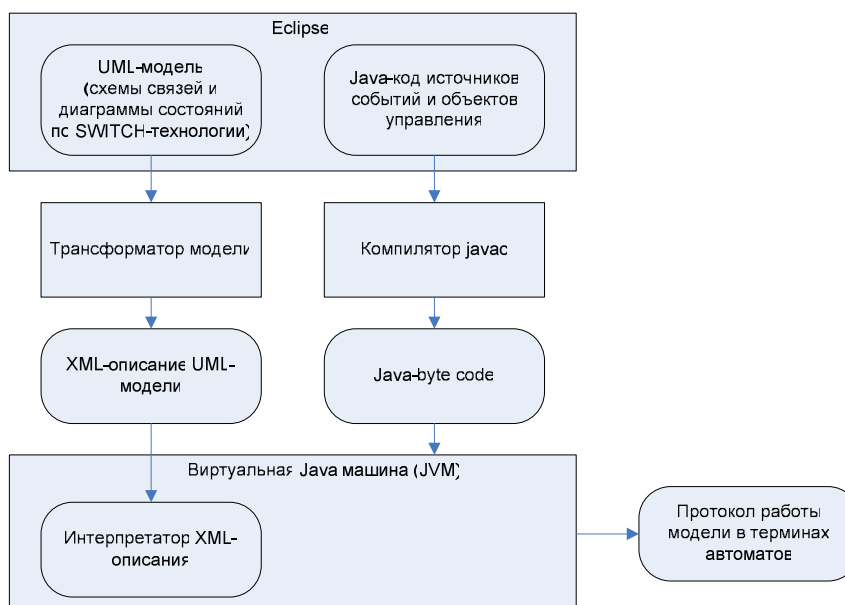 Eclipse
UML-модель
(схемы связей и
диаграммы состояний
по SWITCH-технологии)
Java-код источников
событий и объектов
управления
Трансформатор модели
Компилятор javac
XML-описание UML-
модели
Java-byte code
Виртуальная Java машина (JVM)
Интерпретатор XML-
описания
Протокол работы
модели в терминах
автоматов